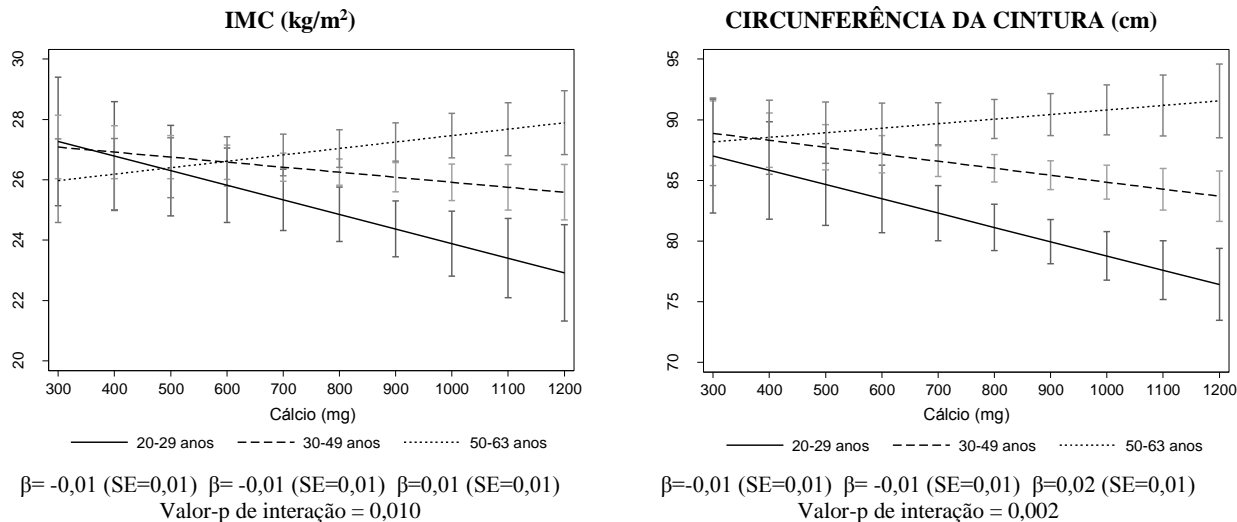 IMC (kg/m²)
30
28
26
24
22
20
300 400 500 600 700 800 900 1000 1100 1200
Cálcio (mg)
20-29 anos 30-49 anos 50-63 anos
β= -0,01 (SE=0,01) β= -0,01 (SE=0,01) β=0,01 (SE=0,01)
Valor-p de interação = 0,010
CIRCUNFERÊNCIA DA CINTURA (cm)
95
90
85
80
75
70
300 400 500 600 700 800 900 1000 1100 1200
Cálcio (mg)
20-29 anos 30-49 anos 50-63 anos
β=-0,01 (SE=0,01) β= -0,01 (SE=0,01) β=0,02 (SE=0,01)
Valor-p de interação = 0,002